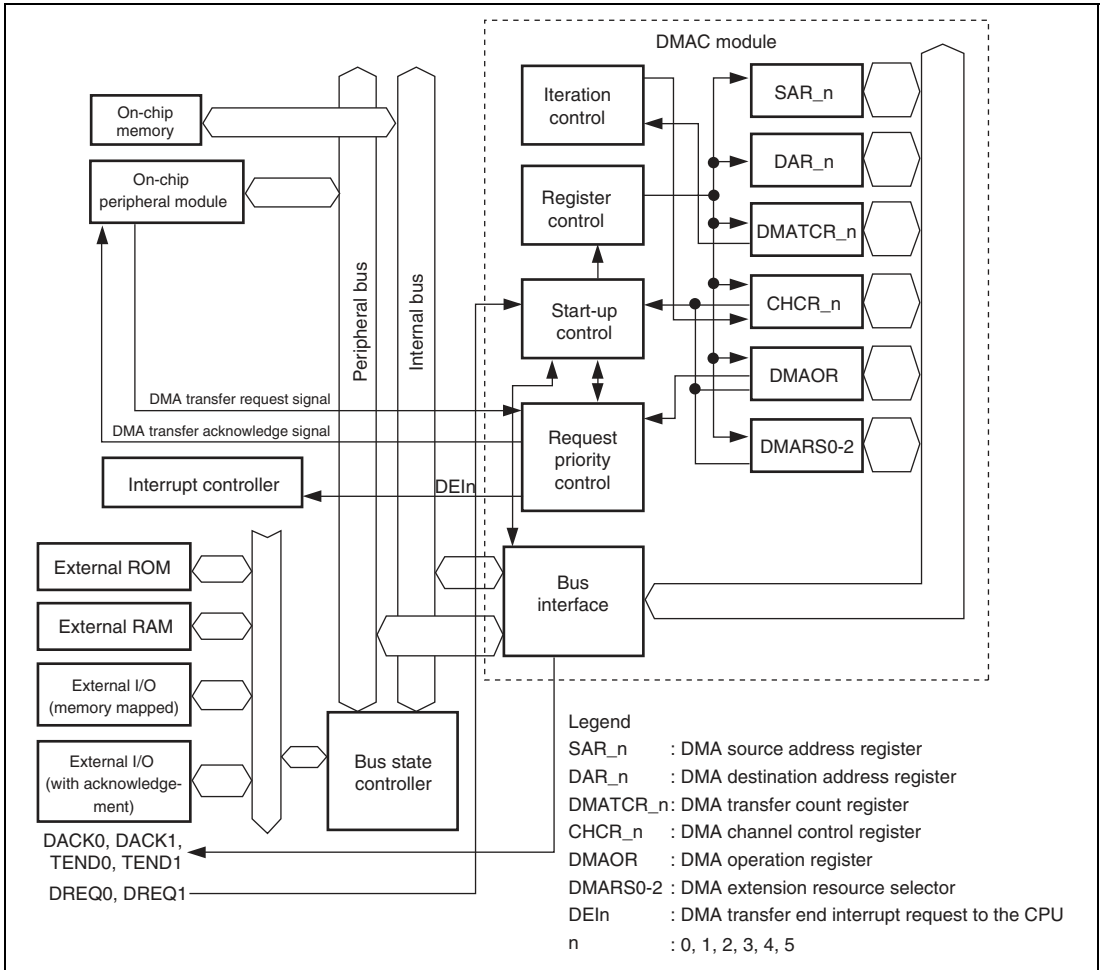 DMAC module
On-chip
memory
On-chip
peripheral module
Peripheral bus
Internal bus
Iteration
control
Register
control
Start-up
control
Request
priority
control
Bus
interface
SAR_n
DAR_n
DMATCR_n
CHCR_n
DMAOR
DMARS0-2
DMA transfer request signal
DMA transfer acknowledge signal
Interrupt controller
DEIn
External ROM
External RAM
External I/O
(memory mapped)
External I/O
(with acknowledge-
ment)
Bus state
controller
DACK0, DACK1,
TEND0, TEND1
DREQ0, DREQ1
Legend
SAR_n : DMA source address register
DAR_n : DMA destination address register
DMATCR_n: DMA transfer count register
CHCR_n : DMA channel control register
DMAOR : DMA operation register
DMARS0-2 : DMA extension resource selector
DEIn : DMA transfer end interrupt request to the CPU
n : 0, 1, 2, 3, 4, 5